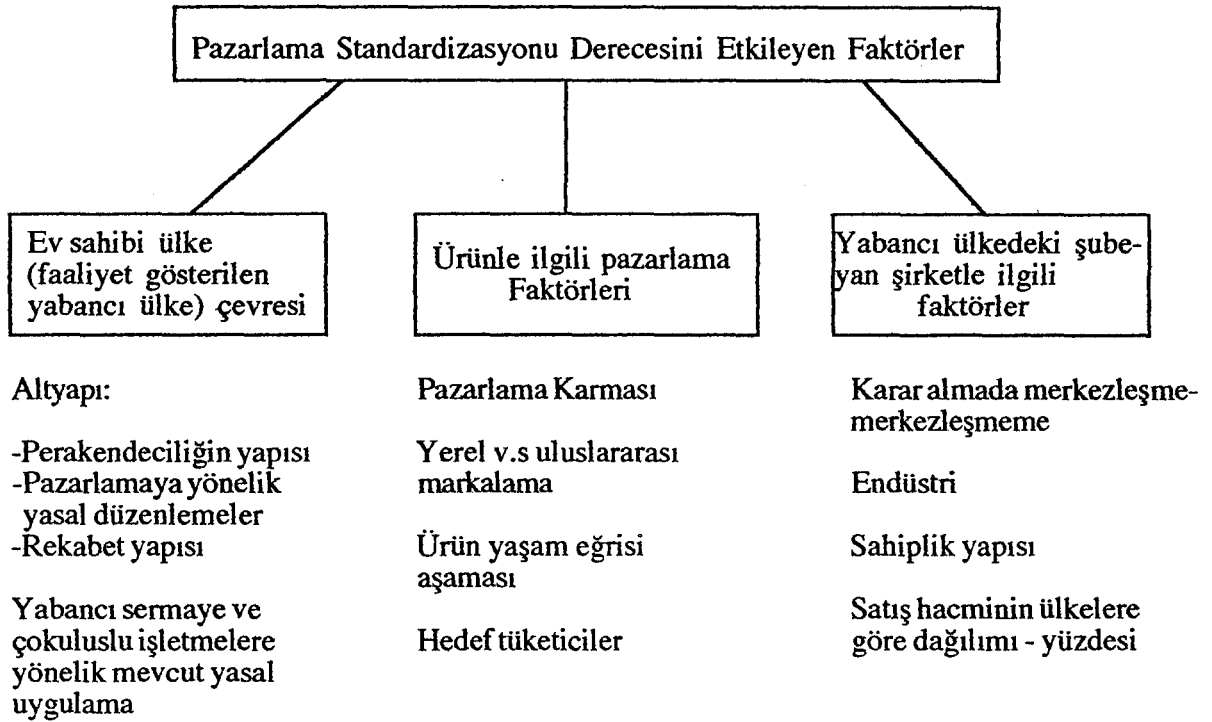 Pazarlama Standardizasyonu Derecesini Etkileyen Faktörler
Ev sahibi ülke
(faaliyet gösterilen
yabancı ülke) çevresi
Altyapı:
-Perakendeciliğin yapısı
-Pazarlamaya yönelik
yasal düzenlemeler
-Rekabet yapısı
Yabancı sermaye ve
çokuluslu işletmelere
yönelik mevcut yasal
uygulama
Ürünle ilgili pazarlama
Faktörleri
Pazarlama Karması
Yerel v.s uluslararası
markalama
Ürün yaşam eğrisi
aşaması
Hedef tüketiciler
Yabancı ülkedeki şube-
yan şirketle ilgili
faktörler
Karar almada merkezleşme-
merkezleşmeme
Endüstri
Sahiplik yapısı
Satış hacminin ülkelere
göre dağılımı - yüzdesi